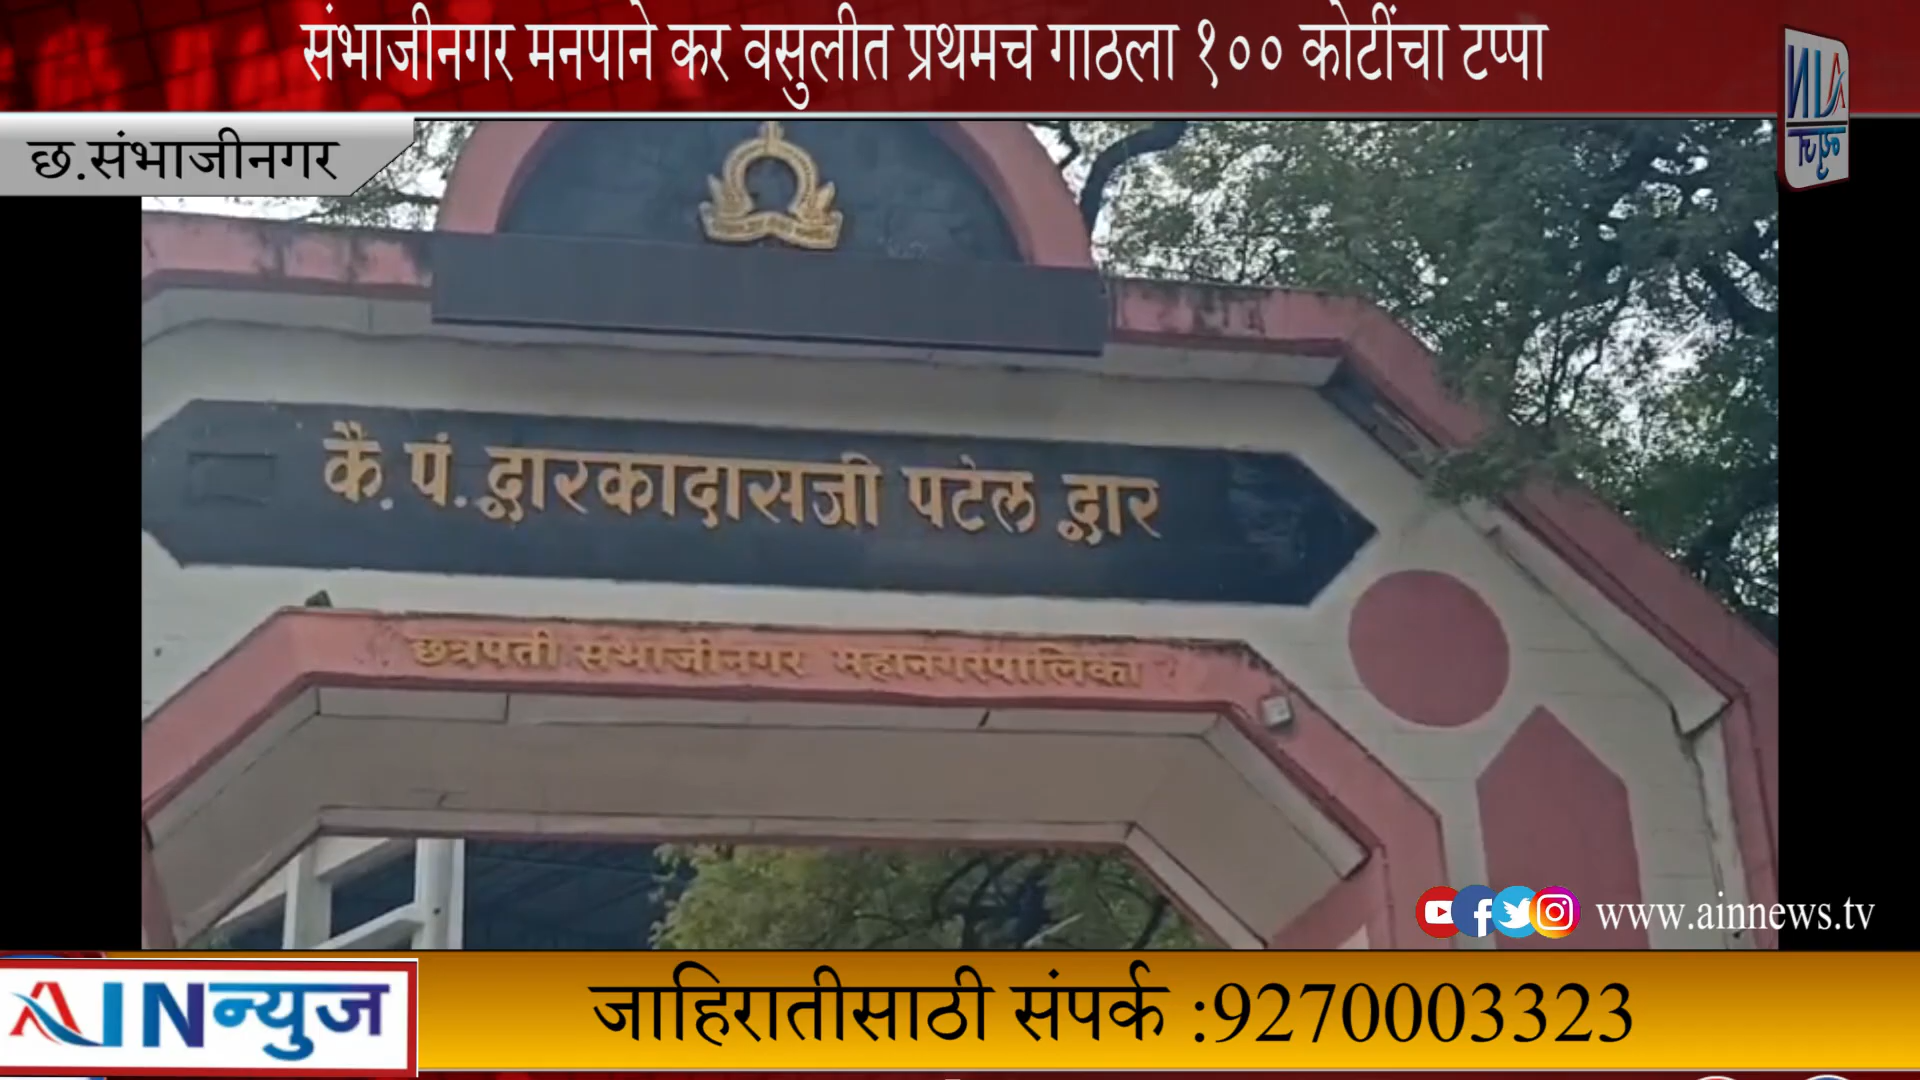 संभाजीनगर मनपाने कर वसुलीत प्रथमच गाठला १०० कोटींचा टप्पा
छ.संभाजीनगर
AIN न्यूज
कै. पं. द्वारकादासजी पटेल द्वार
छत्रपती संभाजीनगर महानगरपालिका
www.ainnews.tv
AIN न्युज
जाहिरातीसाठी संपर्क :9270003323